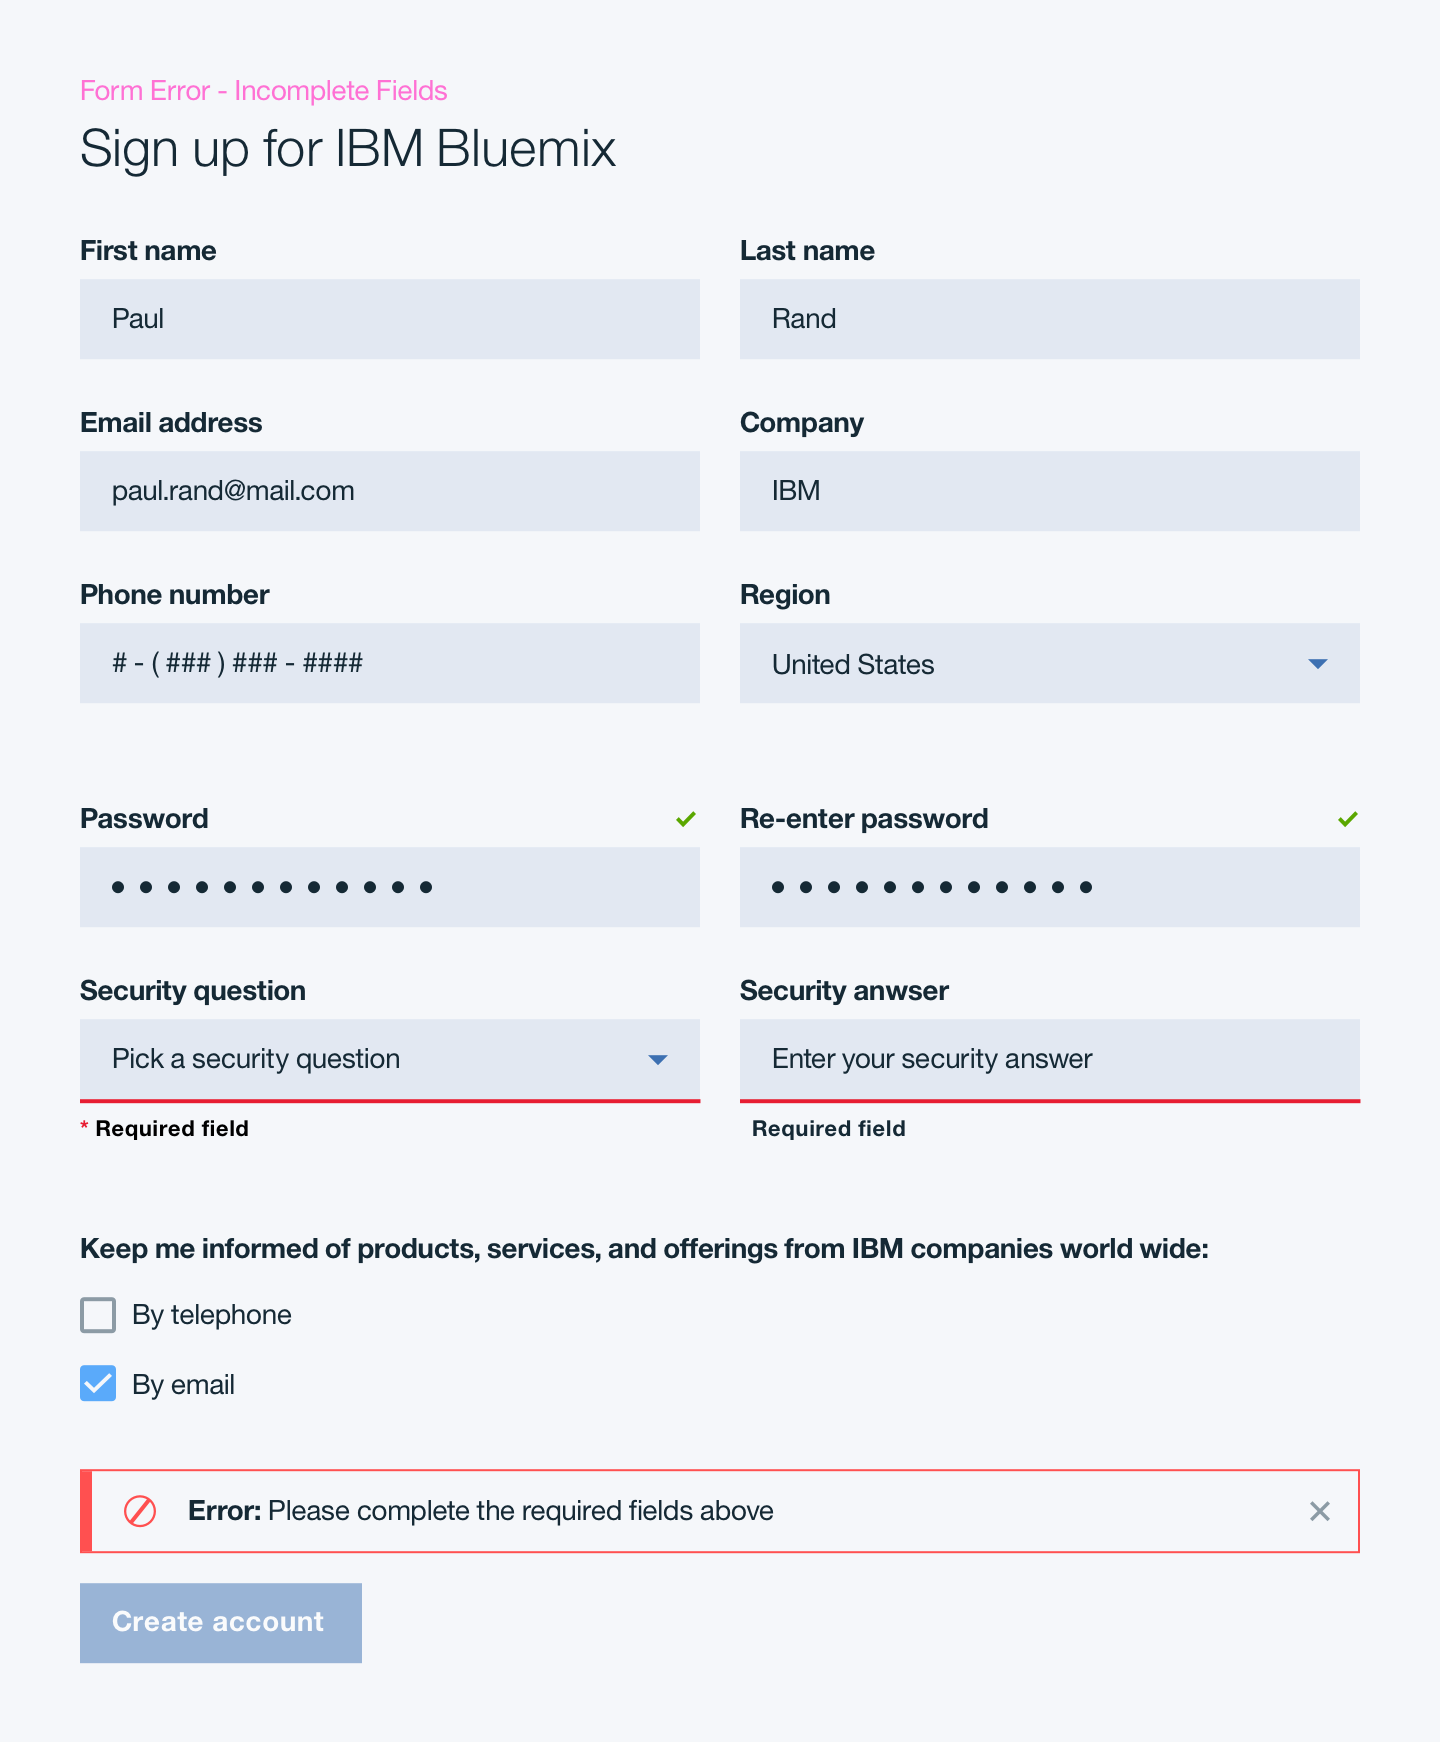 Form Error - Incomplete Fields
Sign up for IBM Bluemix
First name
Last name
Paul
Rand
Email address
Company
paul.rand@mail.com
IBM
Phone number
Region
# - ( ### ) ### - ####
United States
Password
Re-enter password
Security question
Security anwser
Pick a security question
Enter your security answer
* Required field
Required field
Keep me informed of products, services, and offerings from IBM companies world wide:
By telephone
By email
Error: Please complete the required fields above
Create account